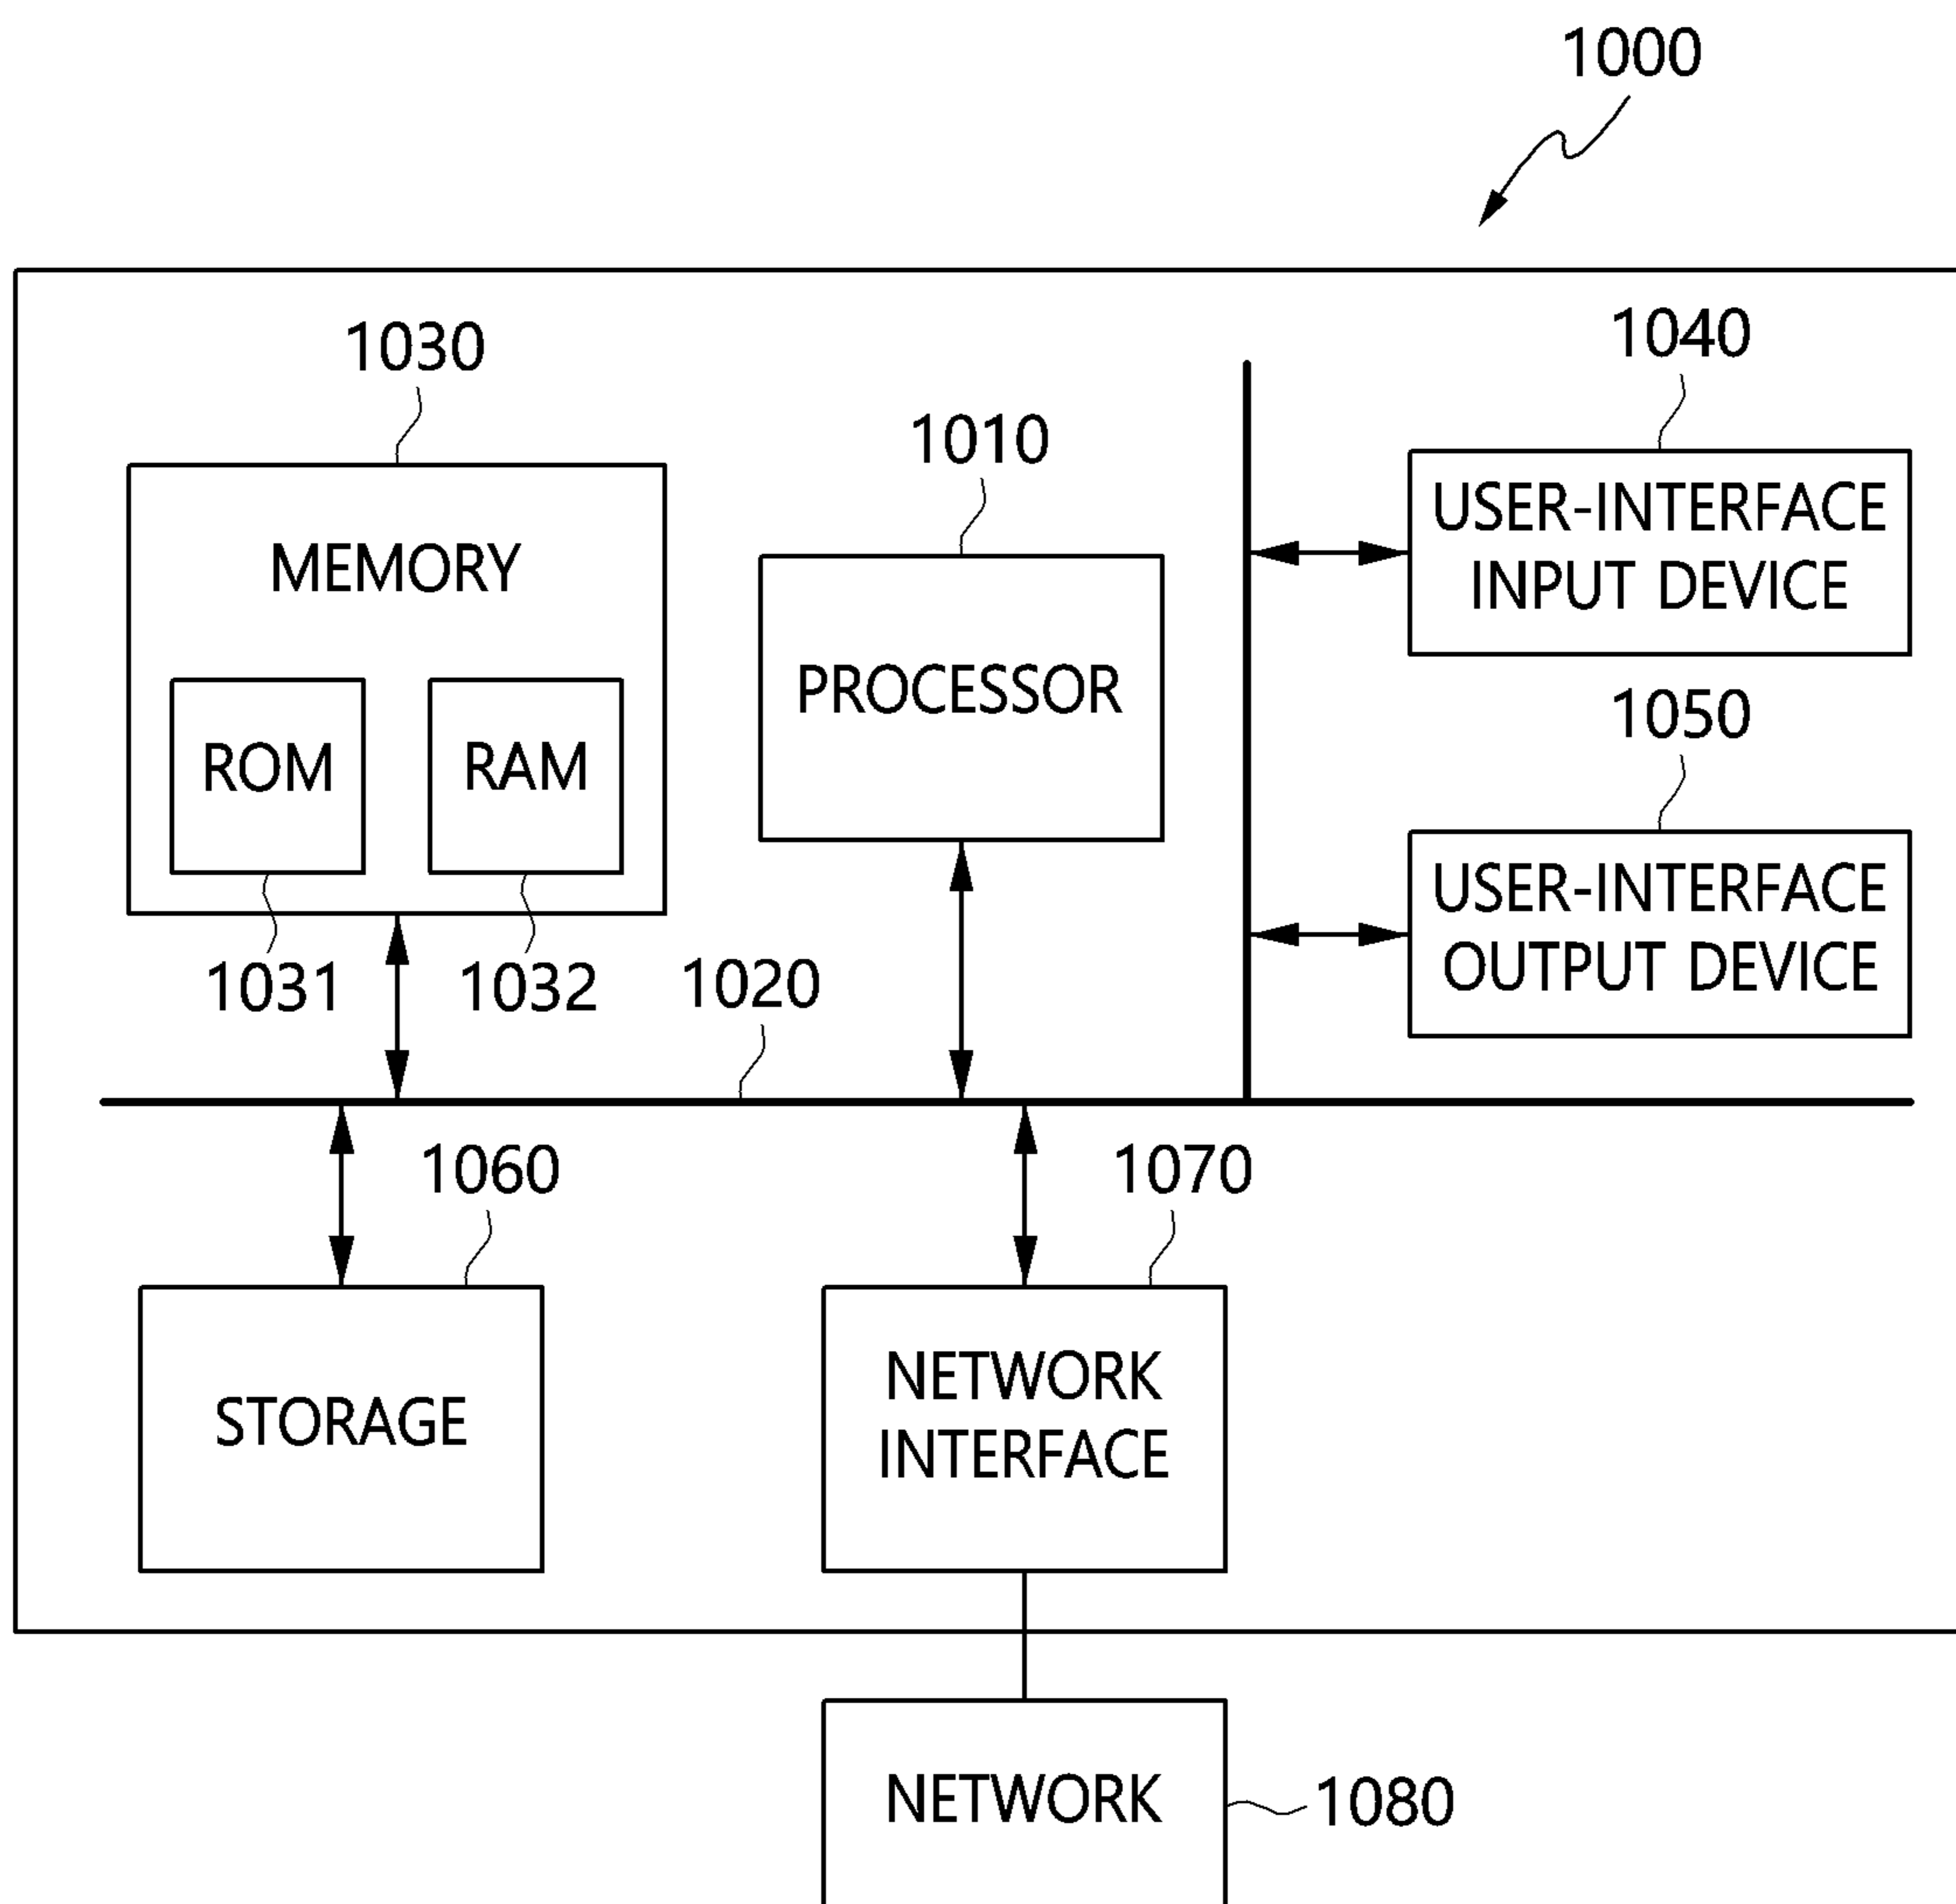 1000
1030
1040
1010
MEMORY
USER-INTERFACE
INPUT DEVICE
PROCESSOR
1050
ROM
RAM
USER-INTERFACE
OUTPUT DEVICE
1031
1032
1020
1060
1070
STORAGE
NETWORK
INTERFACE
NETWORK
1080